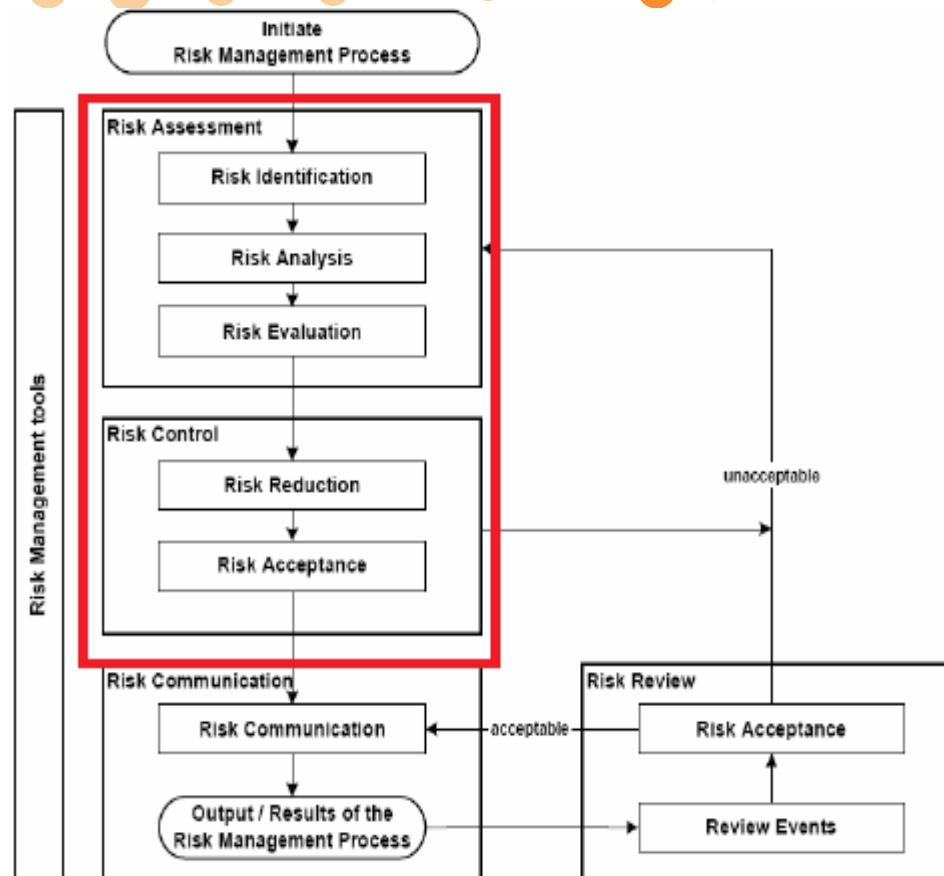 Initiate
Risk Management Process
Risk Management tools
Risk Assessment
Risk Identification
Risk Analysis
Risk Evaluation
Risk Control
Risk Reduction
Risk Acceptance
unacceptable
Risk Communication
Risk Communication
acceptable
Output / Results of the
Risk Management Process
Risk Review
Risk Acceptance
Review Events